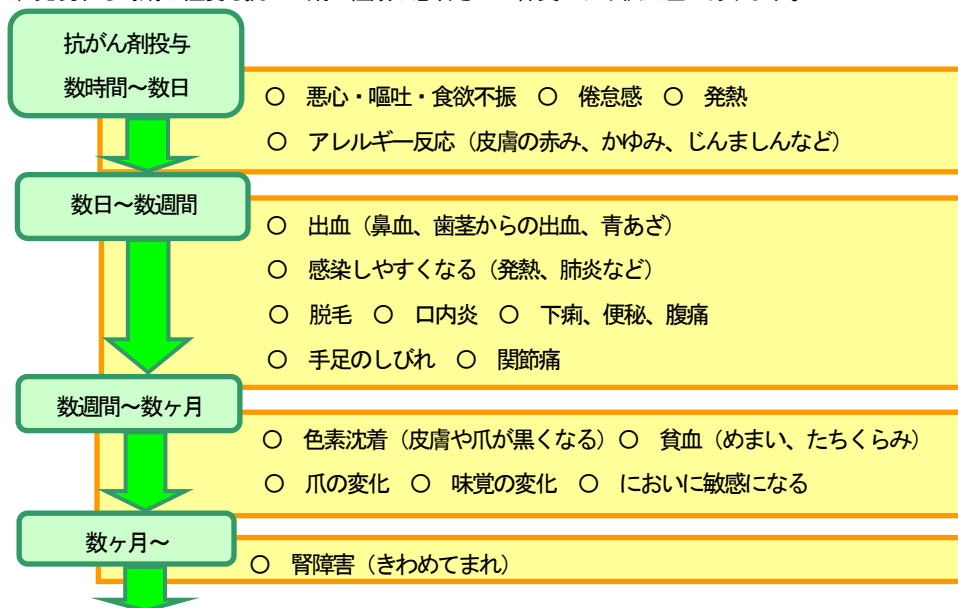 抗がん剤投与
数時間~数日
○ 悪心・嘔吐・食欲不振 ○ 倦怠感 ○ 発熱
○ アレルギー反応(皮膚の赤み、かゆみ、じんましんなど)
数日~数週間
○ 出血(鼻血、歯茎からの出血、青あざ)
○ 感染しやすくなる(発熱、肺炎など)
○ 脱毛 ○ 口内炎 ○ 下痢、便秘、腹痛
○ 手足のしびれ ○ 関節痛
数週間~数ヶ月
○ 色素沈着(皮膚や爪が黒くなる)○ 貧血(めまい、たちくらみ)
○ 爪の変化 ○ 味覚の変化 ○ においに敏感になる
数ヶ月~
○ 腎障害(きわめてまれ)